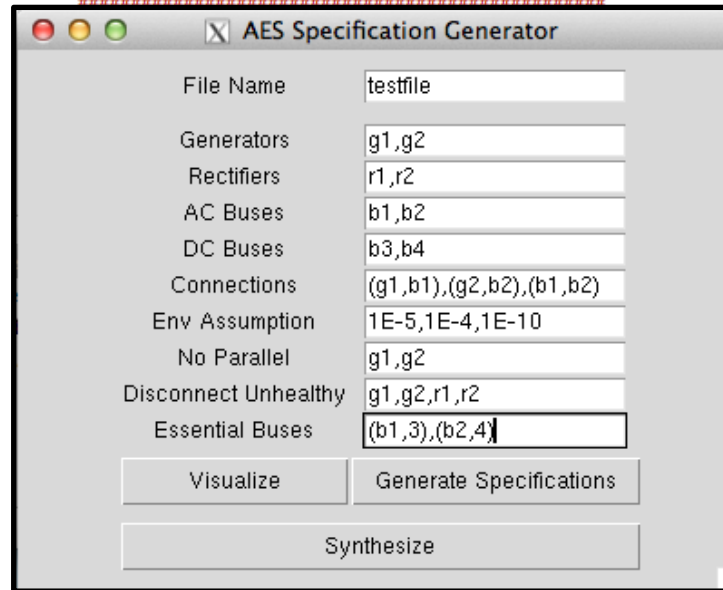 AES Specification Generator
File Name testfile
Generators g1,g2
Rectifiers r1,r2
AC Buses b1,b2
DC Buses b3,b4
Connections (g1,b1),(g2,b2),(b1,b2)
Env Assumption 1E-5,1E-4,1E-10
No Parallel g1,g2
Disconnect Unhealthy g1,g2,r1,r2
Essential Buses (b1,3),(b2,4)
Visualize Generate Specifications
Synthesize